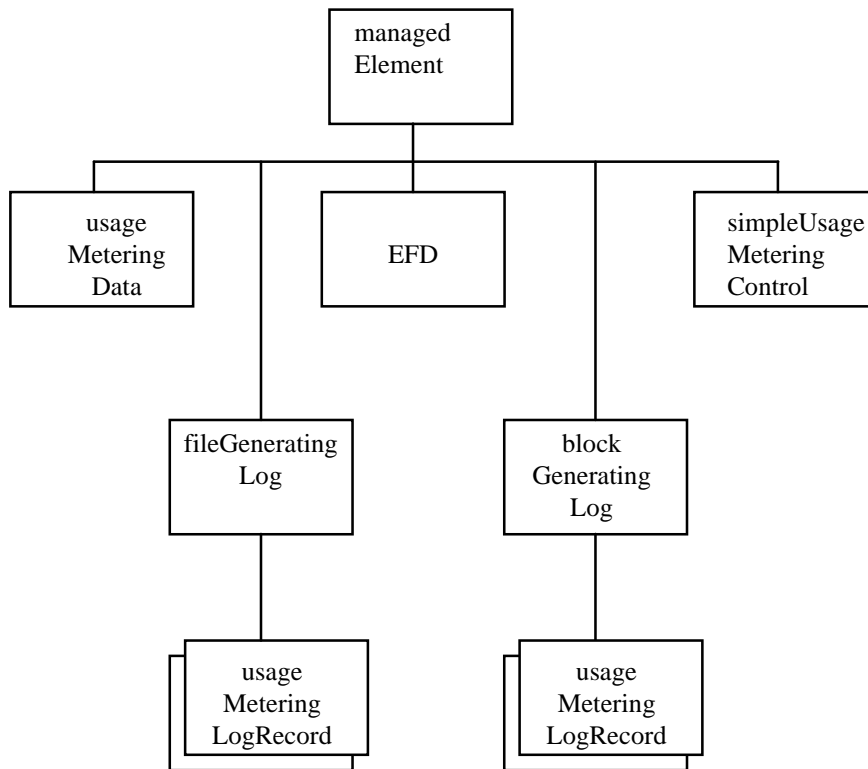 managed
Element
usage
Metering
Data
EFD
simpleUsage
Metering
Control
fileGenerating
Log
block
Generating
Log
usage
Metering
LogRecord
usage
Metering
LogRecord